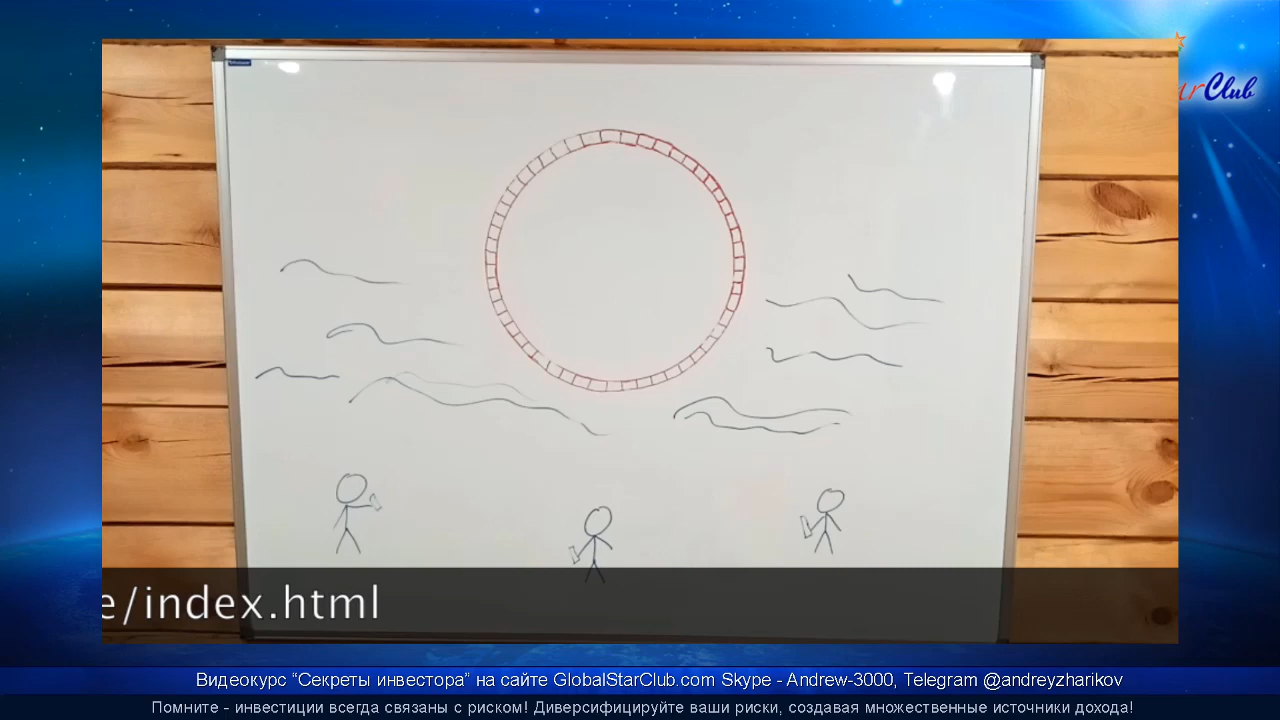 Club
e/index.html
Видеокурс “Секреты инвестора” на сайте GlobalStarClub.com Skype - Andrew-3000, Telegram @andreyzharikov
Помните - инвестиции всегда связаны с риском! Диверсифицируйте ваши риски, создавая множественные источники дохода!